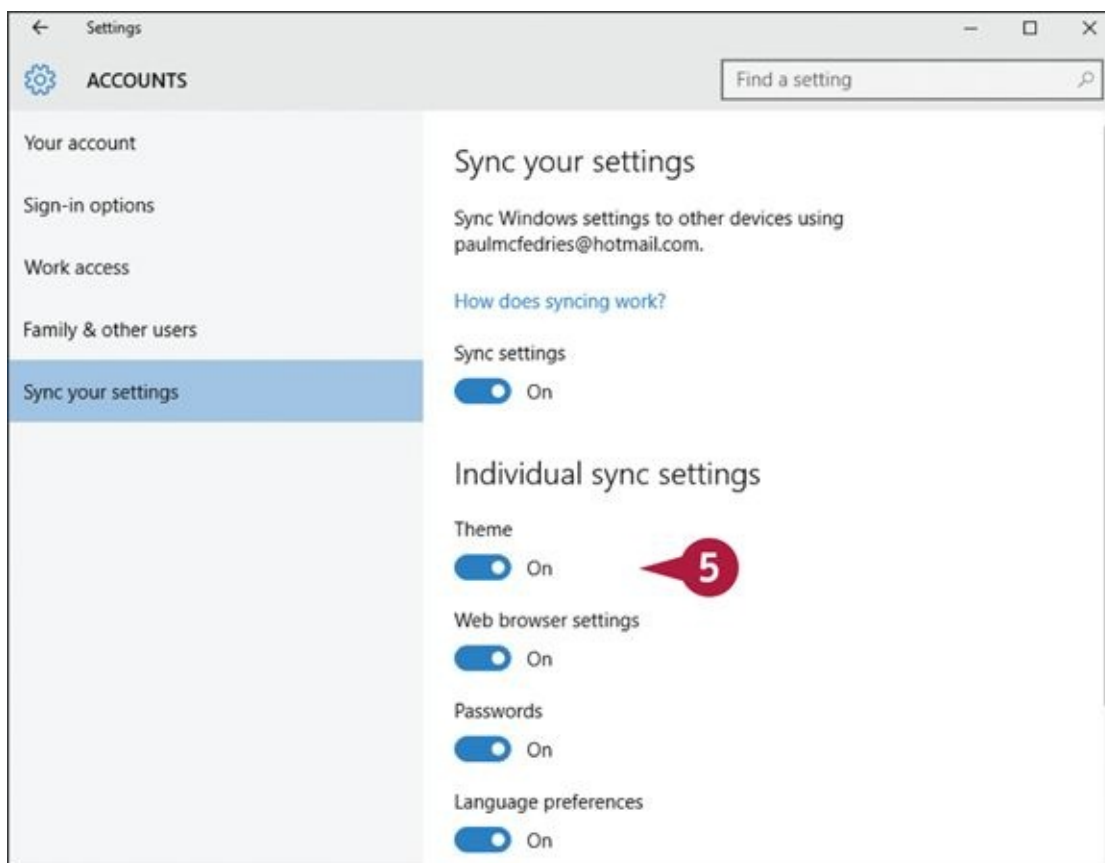 Settings
ACCOUNTS
Find a setting
Your account
Sign-in options
Work access
Family & other users
Sync your settings
Sync your settings
Sync Windows settings to other devices using
paulmcfedries@hotmail.com.
How does syncing work?
Sync settings
On
Individual sync settings
Theme
On
5
Web browser settings
On
Passwords
On
Language preferences
On